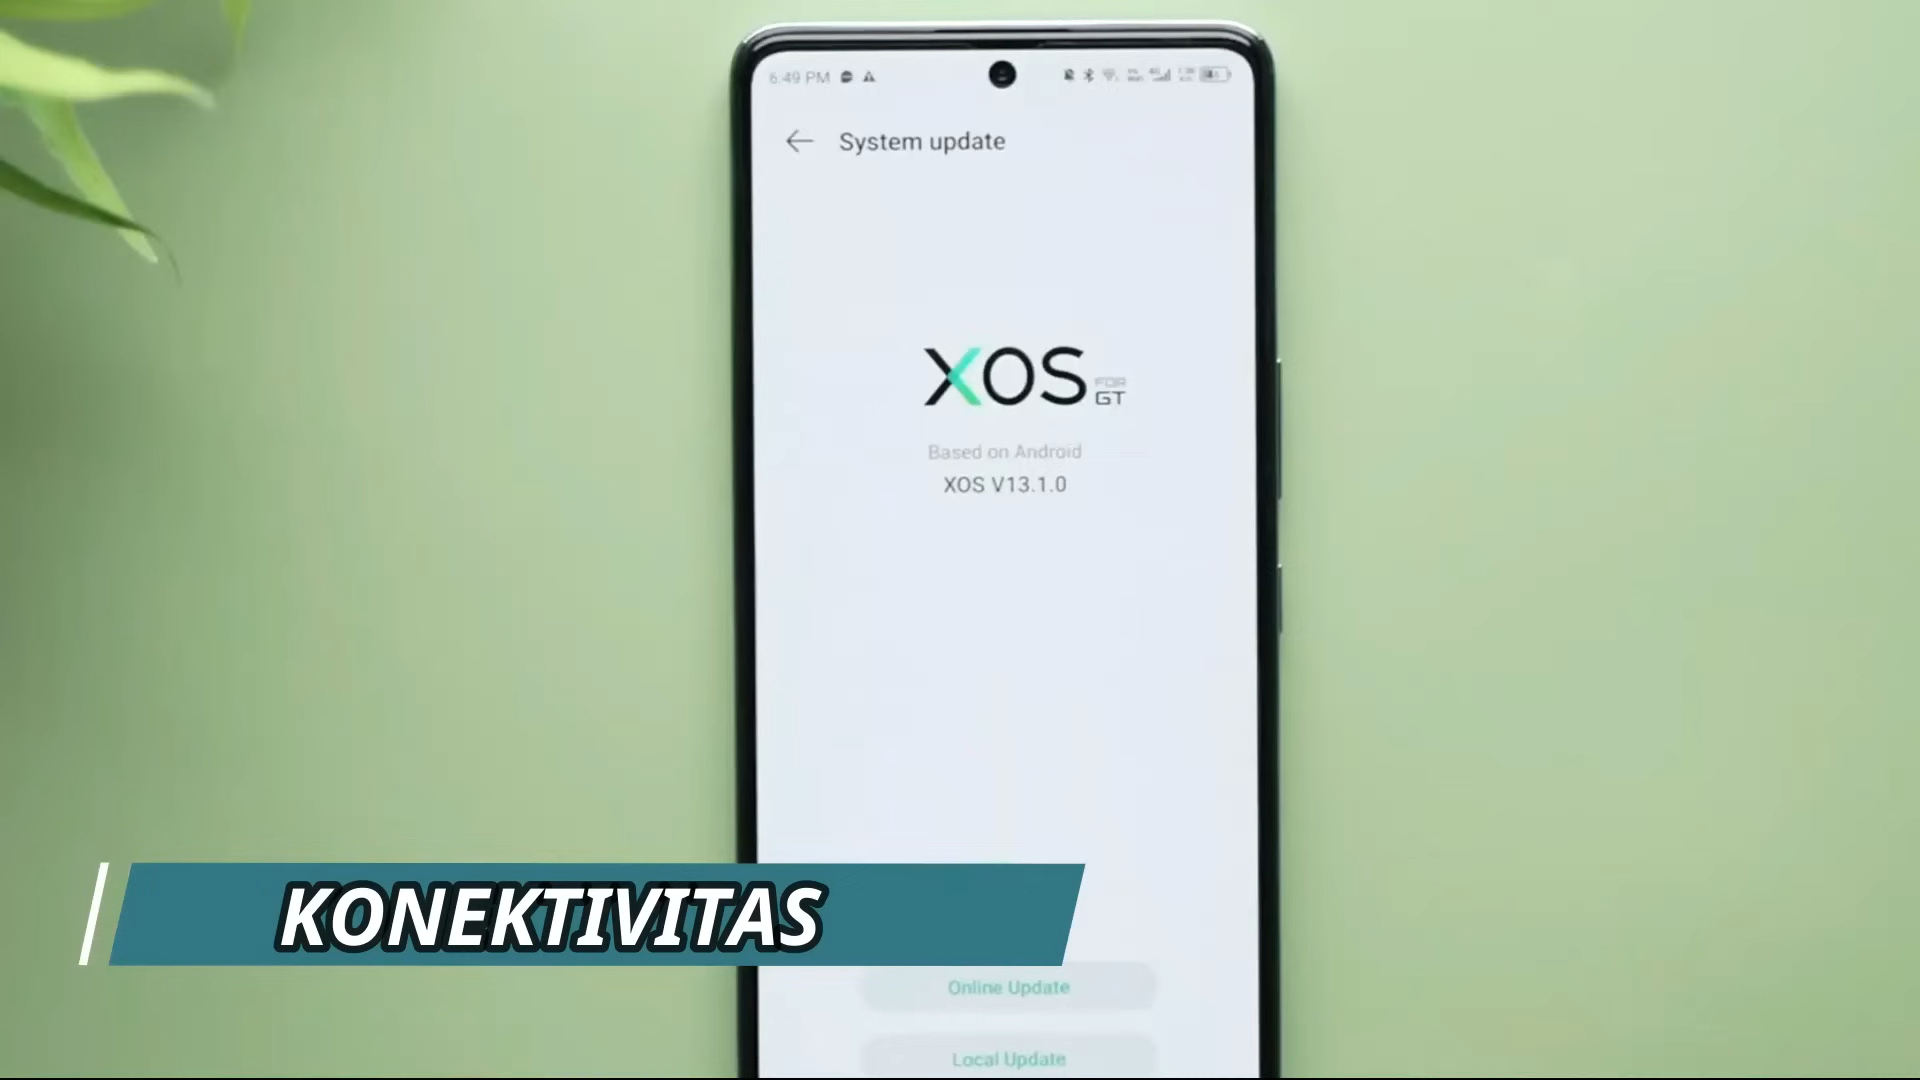 6:49 PM
System update
XOS FOR GT
Based on Android
XOS V13.1.0
KONEKTIVITAS
Online Update
Local Update